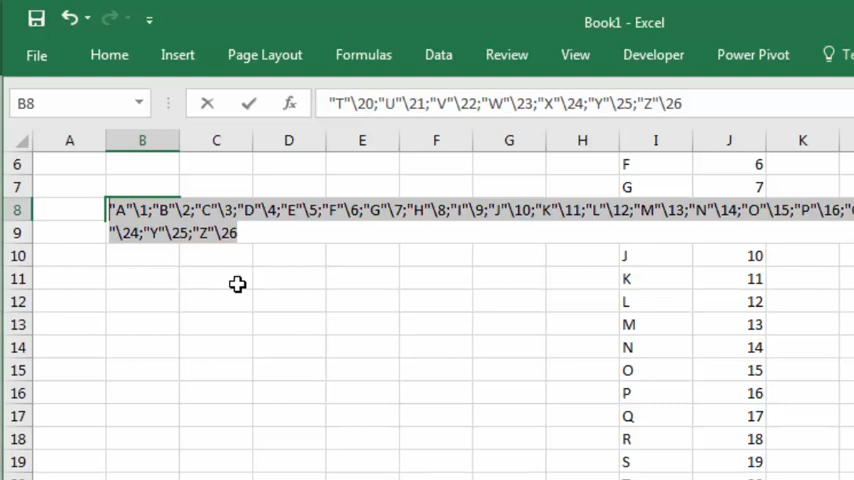 Book1 - Excel
File Home Insert Page Layout Formulas Data Review View Developer Power Pivot
B8 fx "T"\20;"U"\21;"V"\22;"W"\23;"X"\24;"Y"\25;"Z"\26
A B C D E F G H I J K
6 F 6
7 G 7
8 "A"\1;"B"\2;"C"\3;"D"\4;"E"\5;"F"\6;"G"\7;"H"\8;"I"\9;"J"\10;"K"\11;"L"\12;"M"\13;"N"\14;"O"\15;"P"\16;"
9 "\24;"Y"\25;"Z"\26
10 J 10
11 K 11
12 L 12
13 M 13
14 N 14
15 O 15
16 P 16
17 Q 17
18 R 18
19 S 19